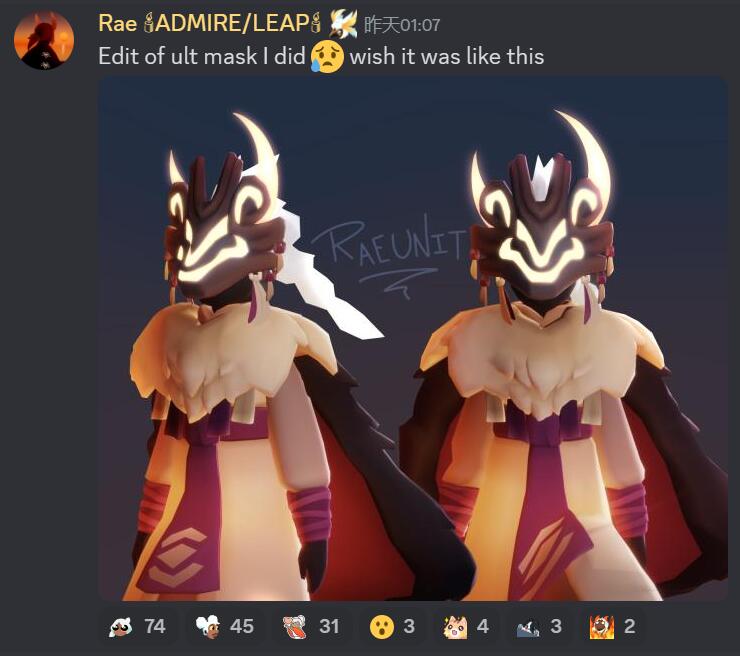 Rae 🕯ADMIRE/LEAP🕯 昨天01:07
Edit of ult mask I did 😥 wish it was like this
RAEUNIT
74 45 31 3 4 3 2